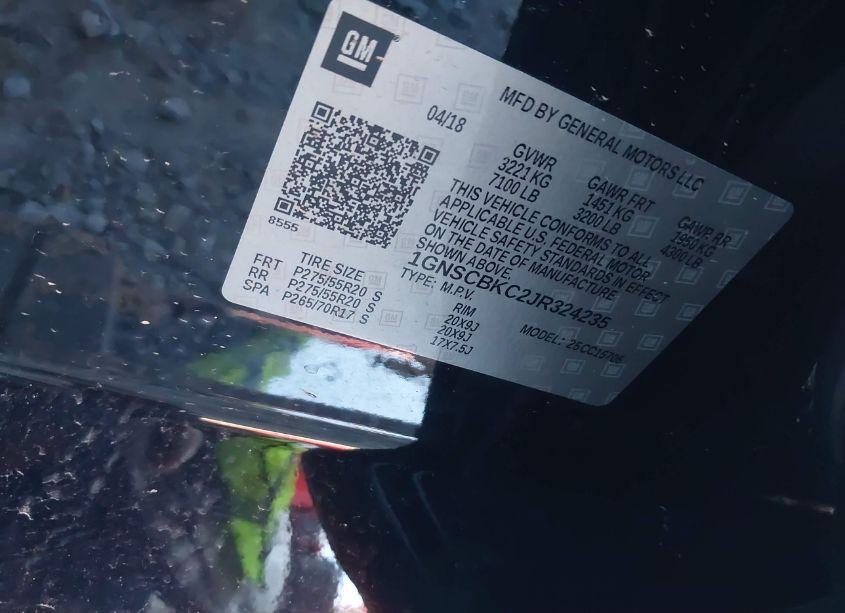 GM
MFD BY GENERAL MOTORS LLC
04/18
GVWR GAWR FRT GAWR RR
3221 KG 1451 KG 1950 KG
7100 LB 3200 LB 4300 LB
THIS VEHICLE CONFORMS TO ALL
APPLICABLE U.S. FEDERAL MOTOR
VEHICLE SAFETY STANDARDS IN EFFECT
ON THE DATE OF MANUFACTURE
SHOWN ABOVE.
1GNSCBKC2JR324235
TYPE: M.P.V. MODEL:
8555
TIRE SIZE RIM
FRT P275/55R20 S 20X9J
RR P275/55R20 S 20X9J
SPA P265/70R17 S 17X7.5J